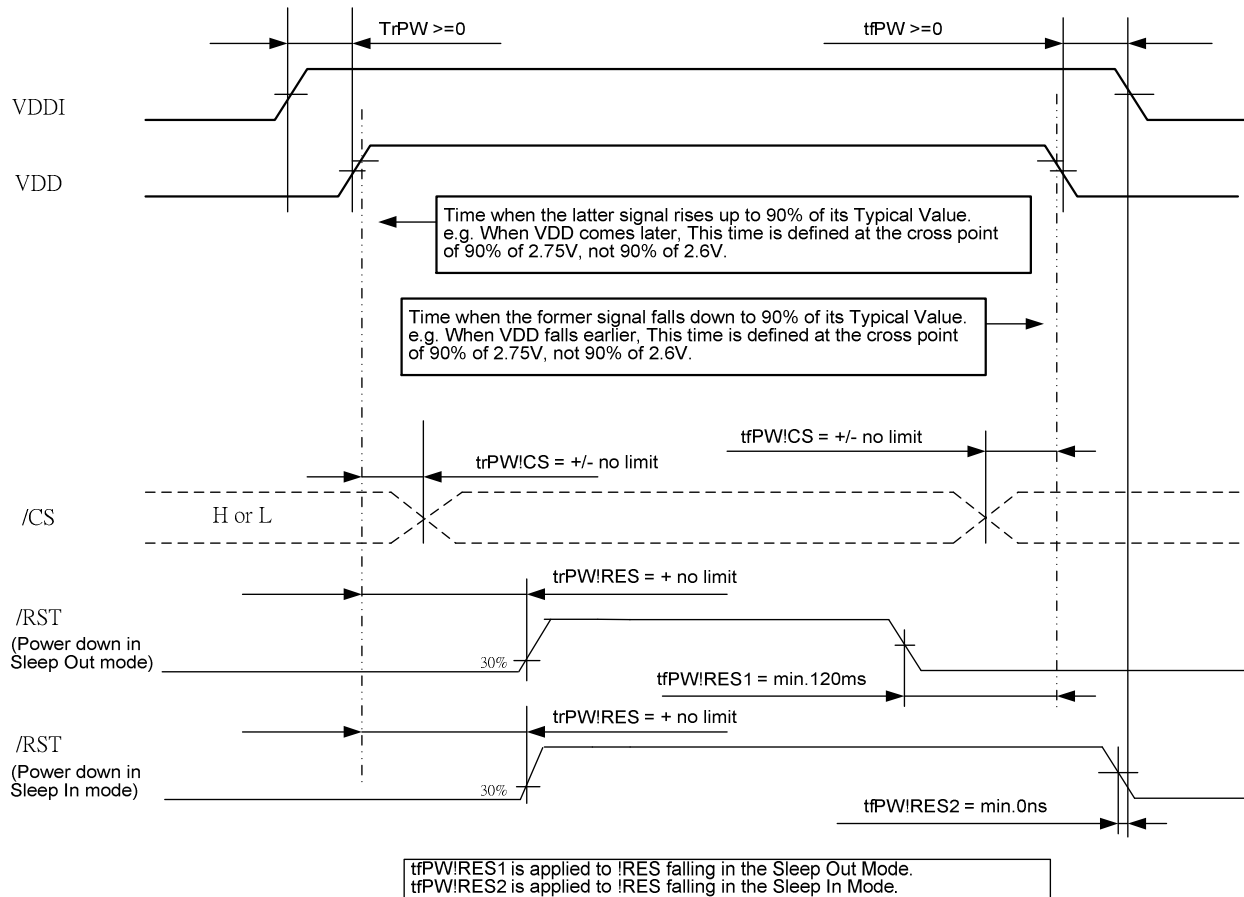 TrPW >=0
tfPW >=0
VDDI
VDD
Time when the latter signal rises up to 90% of its Typical Value.
e.g. When VDD comes later, This time is defined at the cross point
of 90% of 2.75V, not 90% of 2.6V.
Time when the former signal falls down to 90% of its Typical Value.
e.g. When VDD falls earlier, This time is defined at the cross point
of 90% of 2.75V, not 90% of 2.6V.
tfPW!CS = +/- no limit
trPW!CS = +/- no limit
/CS
H or L
trPW!RES = + no limit
/RST
(Power down in
Sleep Out mode)
30%
tfPW!RES1 = min.120ms
trPW!RES = + no limit
/RST
(Power down in
Sleep In mode)
30%
tfPW!RES2 = min.0ns
tfPW!RES1 is applied to !RES falling in the Sleep Out Mode.
tfPW!RES2 is applied to !RES falling in the Sleep In Mode.